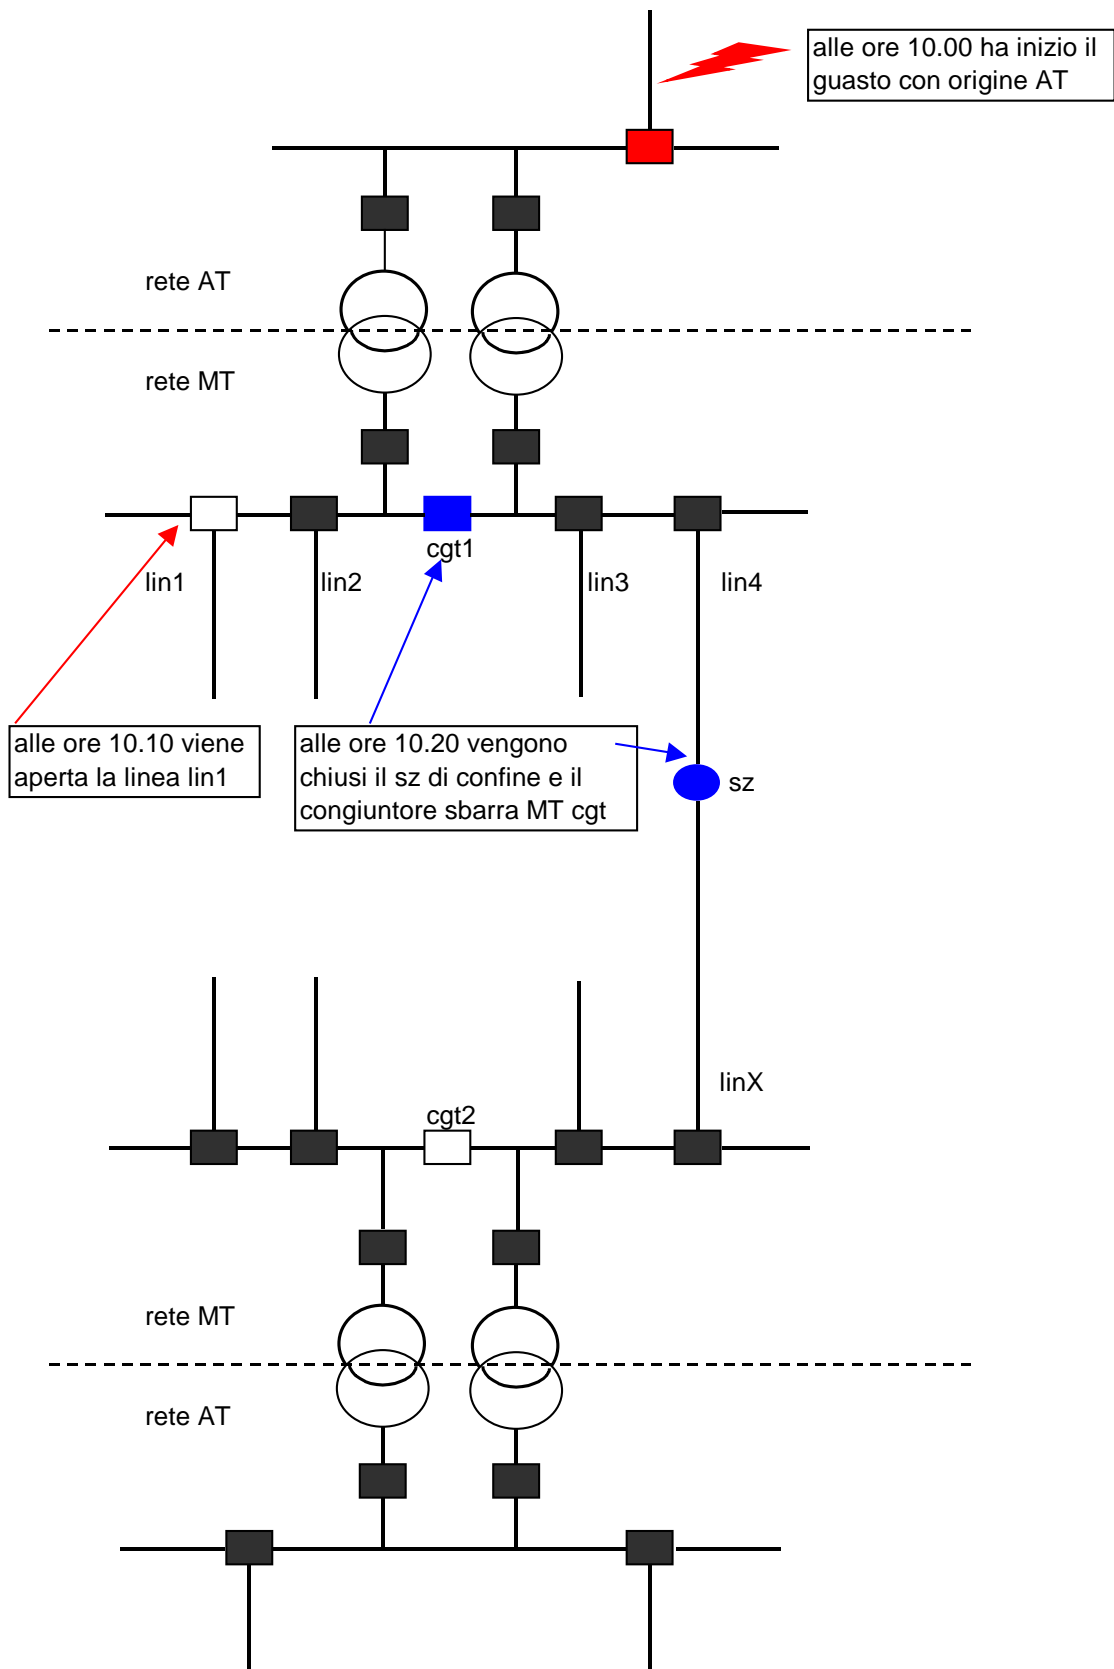 alle ore 10.00 ha inizio il
guasto con origine AT
rete AT
rete MT
cgt1
lin1
lin2
lin3
lin4
alle ore 10.10 viene
aperta la linea lin1
alle ore 10.20 vengono
chiusi il sz di confine e il
congiuntore sbarra MT cgt
sz
linX
cgt2
rete MT
rete AT